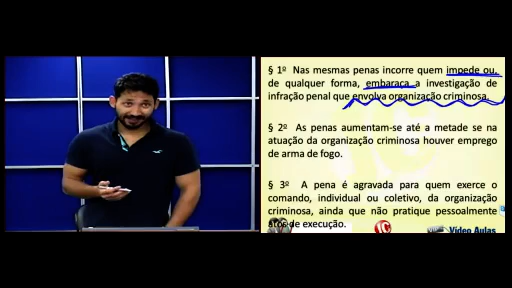 § 1º Nas mesmas penas incorre quem impede ou,
de qualquer forma, embaraça a investigação de
infração penal que envolva organização criminosa.
§ 2º As penas aumentam-se até a metade se na
atuação da organização criminosa houver emprego
de arma de fogo.
§ 3º A pena é agravada para quem exerce o
comando, individual ou coletivo, da organização
criminosa, ainda que não pratique pessoalmente
atos de execução.
Vídeo Aulas